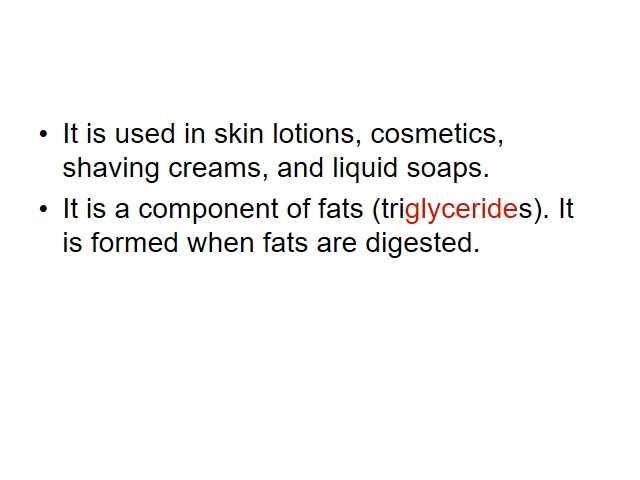 • It is used in skin lotions, cosmetics,
shaving creams, and liquid soaps.
• It is a component of fats (triglycerides). It
is formed when fats are digested.